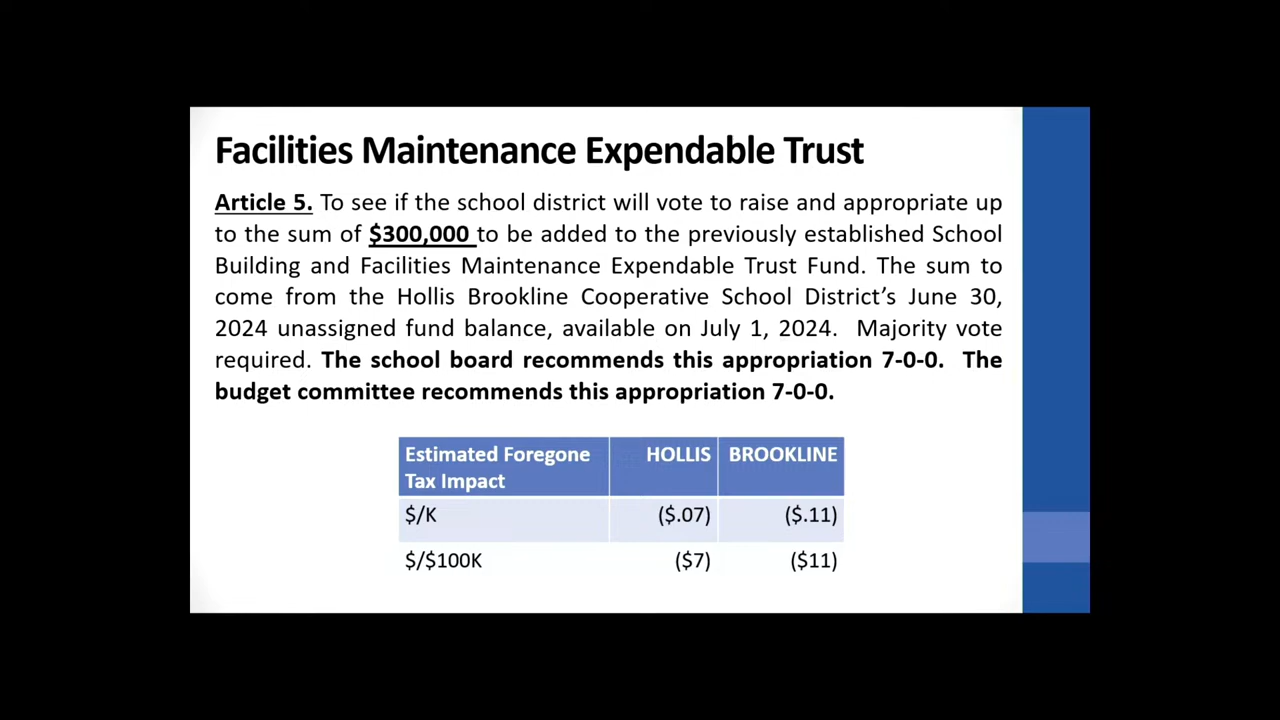 Facilities Maintenance Expendable Trust
Article 5. To see if the school district will vote to raise and appropriate up
to the sum of $300,000 to be added to the previously established School
Building and Facilities Maintenance Expendable Trust Fund. The sum to
come from the Hollis Brookline Cooperative School District’s June 30,
2024 unassigned fund balance, available on July 1, 2024. Majority vote
required. The school board recommends this appropriation 7-0-0. The
budget committee recommends this appropriation 7-0-0.
Estimated Foregone HOLLIS BROOKLINE
Tax Impact
$/K ($.07) ($.11)
$/$100K ($7) ($11)